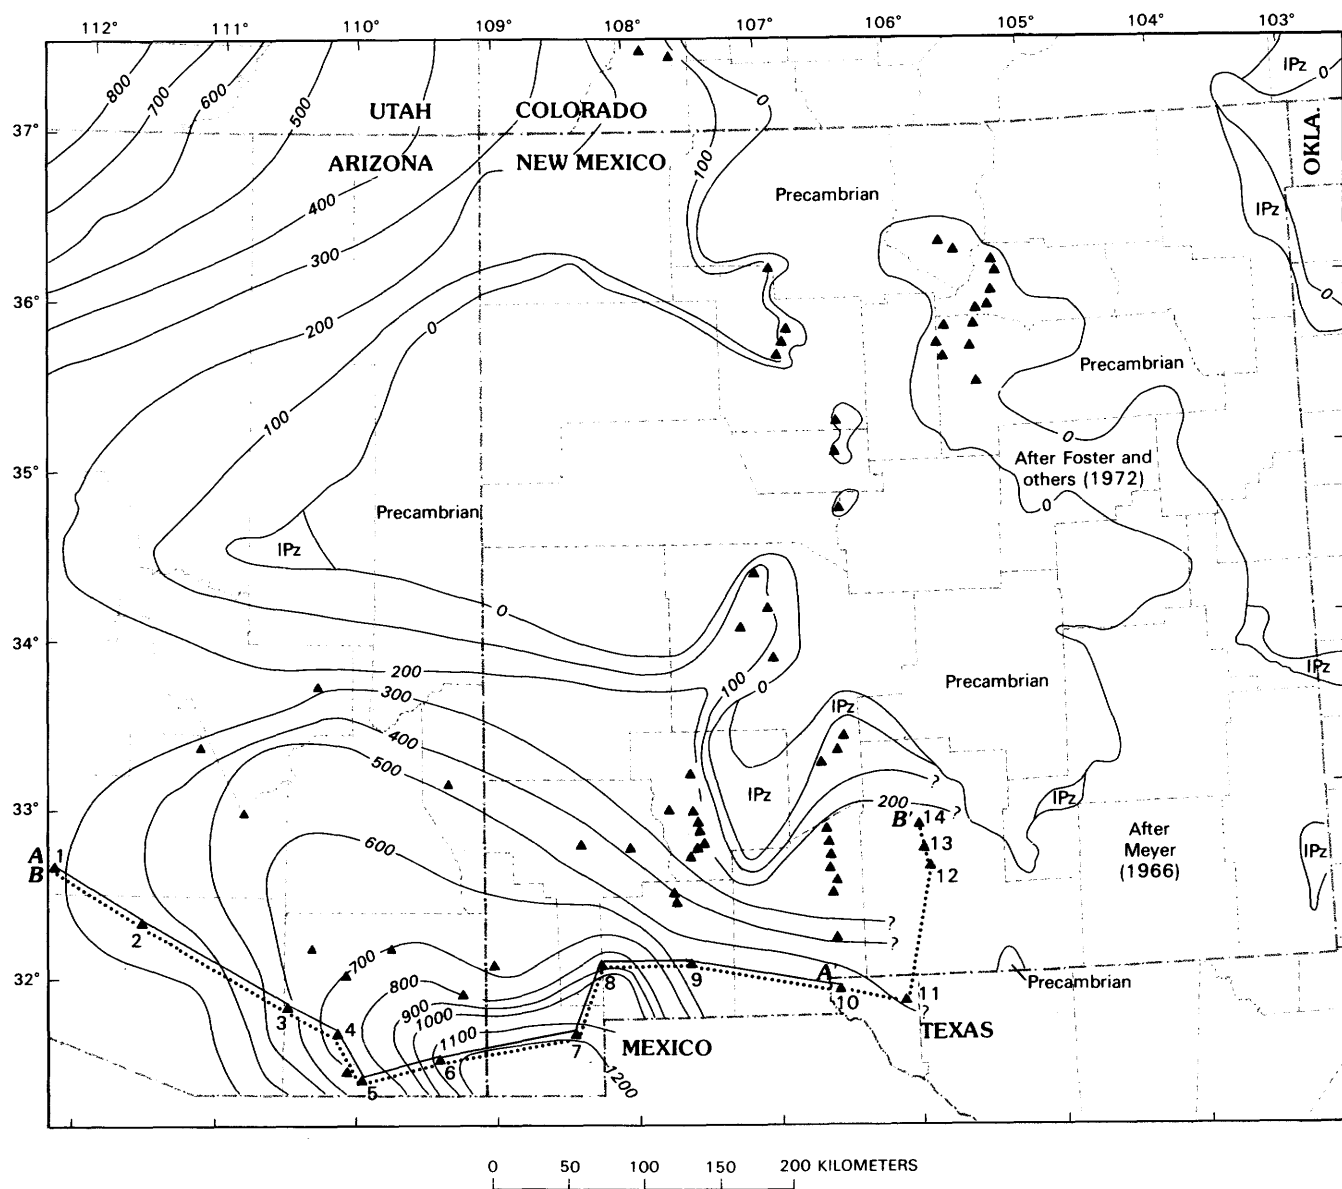 112° 111° 110° 109° 108° 107° 106° 105° 104° 103°
800
700
600
500
UTAH COLORADO
0
IPz
0
37°
ARIZONA NEW MEXICO
OKLA.
100
400
Precambrian
IPz
300
36°
200
0
0
Precambrian
100
0
35°
After Foster and
others (1972)
0
Precambrian
IPz
0
34°
200
300
100
0
Precambrian
IPz
IPz
400
500
?
33°
IPz
200
?
IPz
B'
14
13
12
After
Meyer
(1966)
IPz
600
A
B
1
2
?
?
32°
700
800
900
1000
1100
1200
3
4
5
6
7
8
9
A'
10
11
?
Precambrian
TEXAS
MEXICO
0 50 100 150 200 KILOMETERS